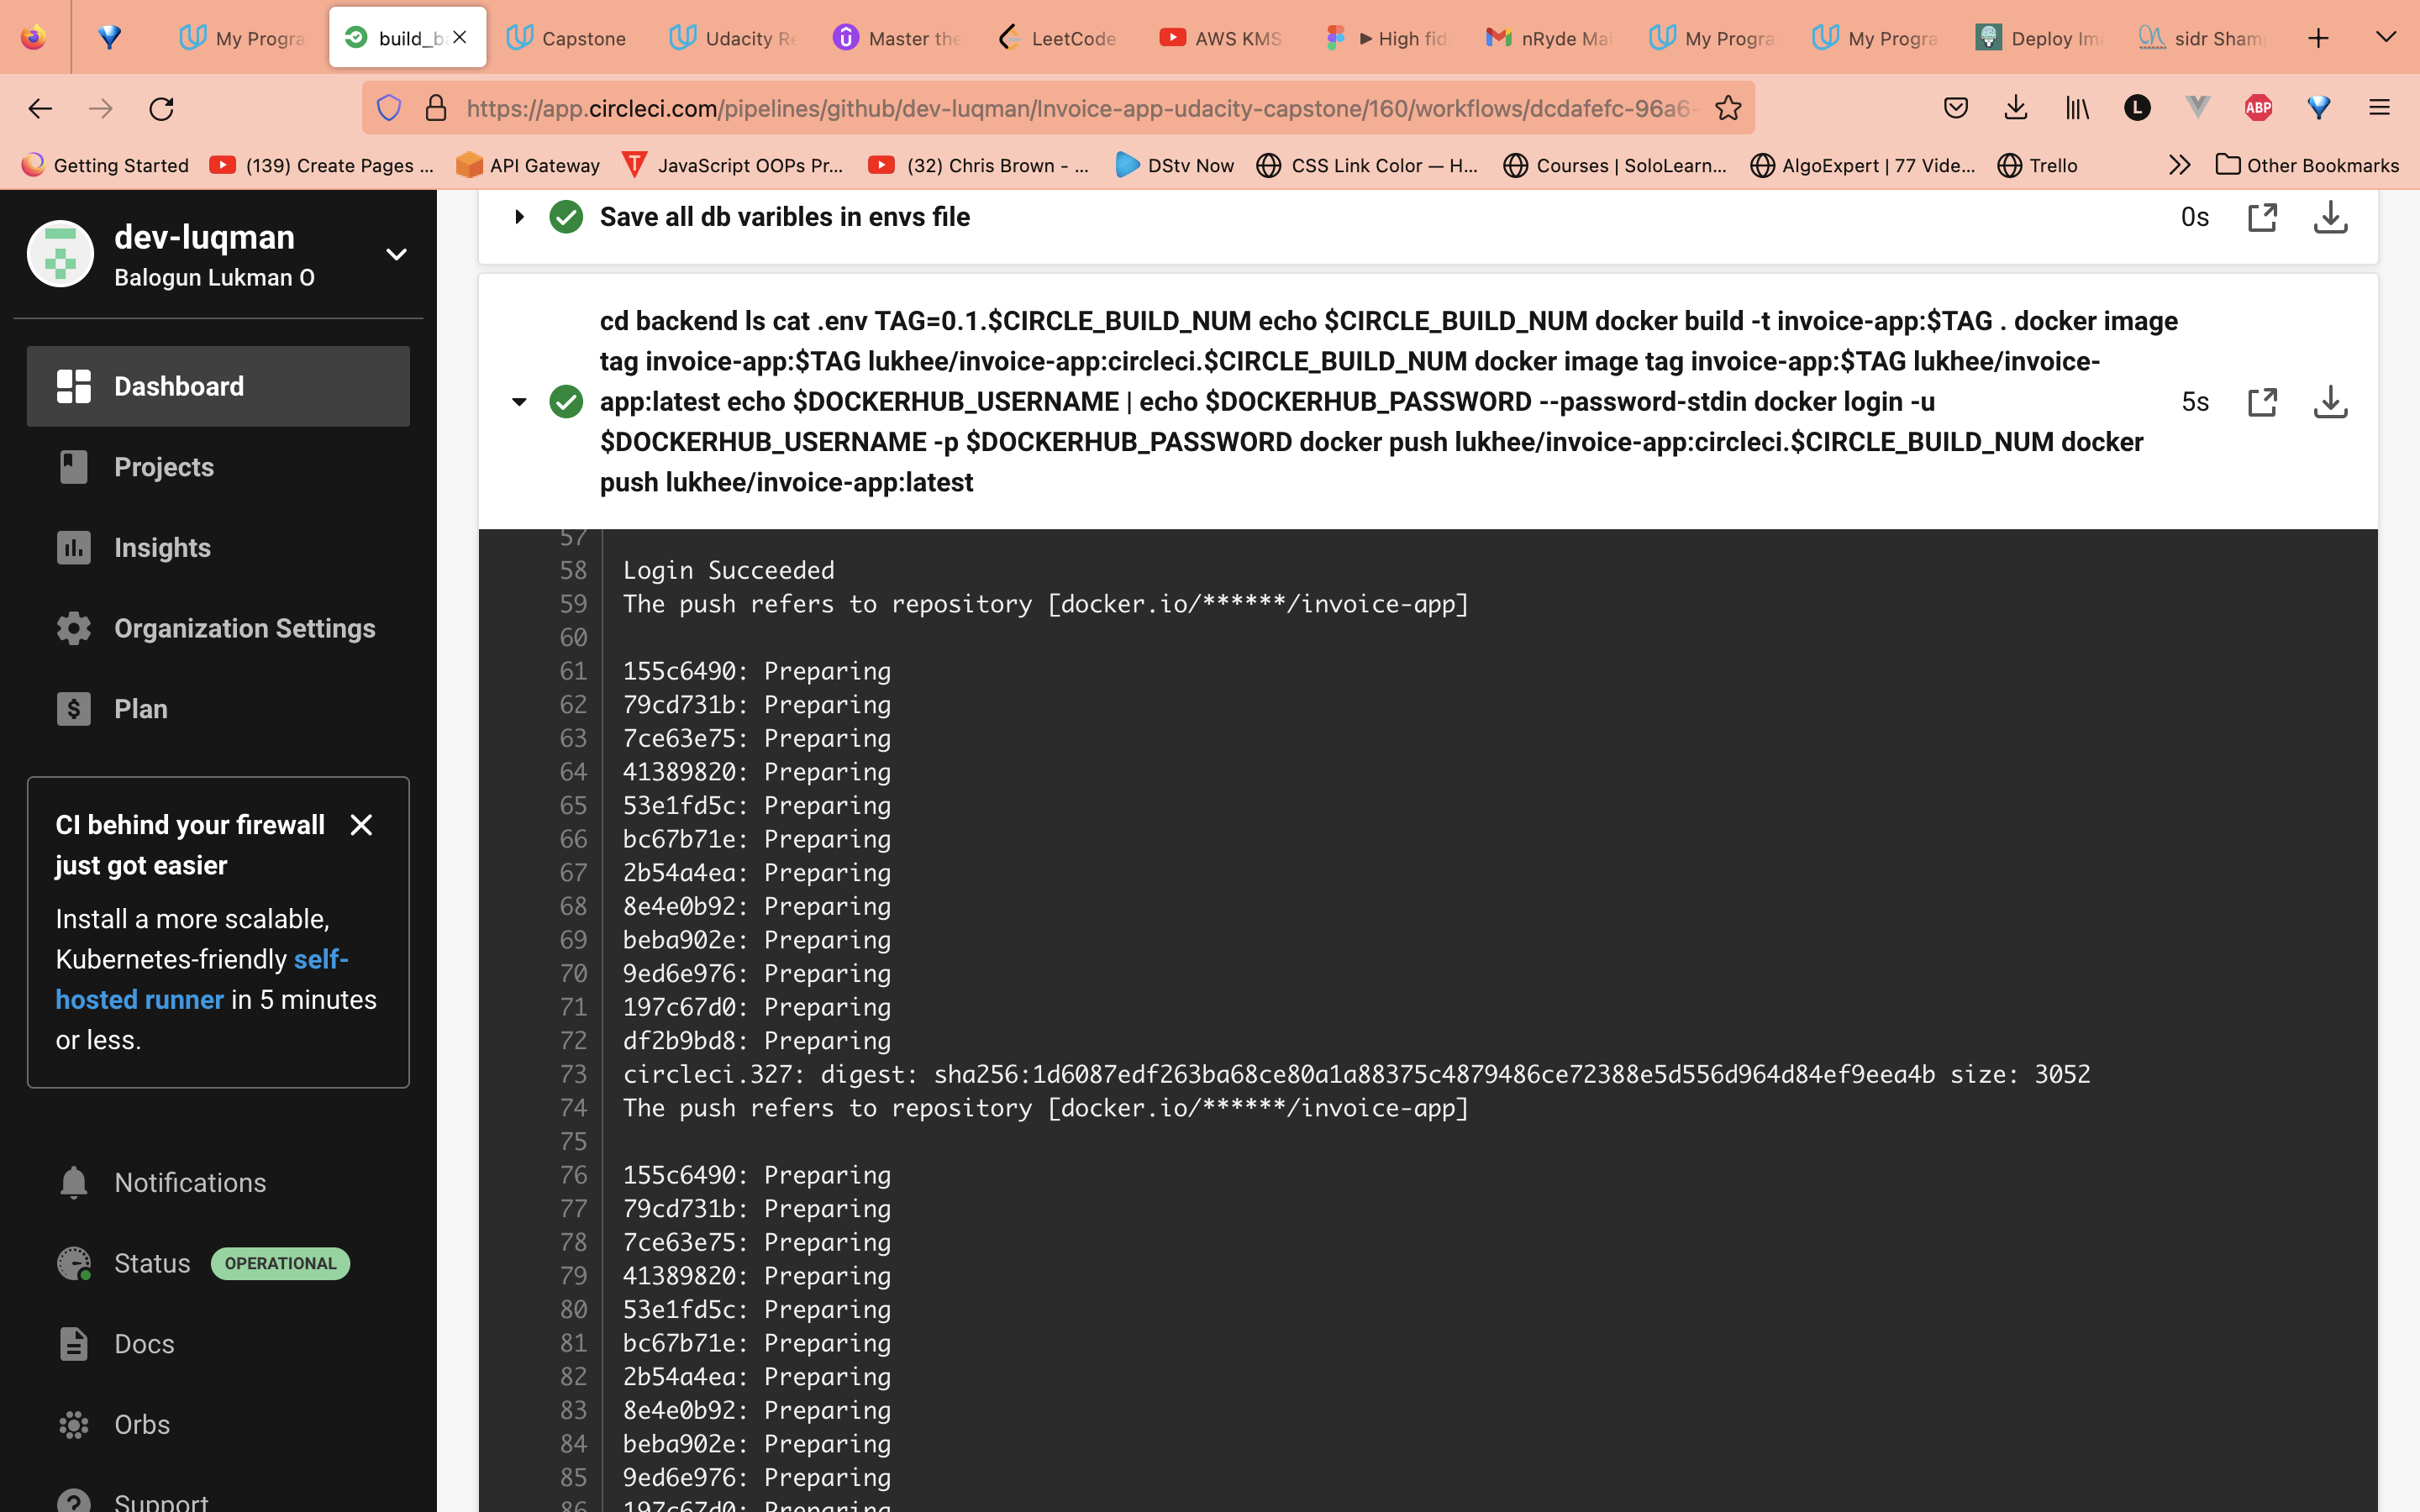 My Progra
build_b
Capstone
Udacity Re
Master the
LeetCode
AWS KMS
▶ High fid
nRyde Mai
My Progra
My Progra
Deploy Im
sidr Sham
https://app.circleci.com/pipelines/github/dev-luqman/Invoice-app-udacity-capstone/160/workflows/dcdafefc-96a6-
L
ABP
Getting Started
(139) Create Pages ...
API Gateway
JavaScript OOPs Pr...
(32) Chris Brown - ...
DStv Now
CSS Link Color — H...
Courses | SoloLearn...
AlgoExpert | 77 Vide...
Trello
Other Bookmarks
dev-luqman
Balogun Lukman O
Dashboard
Projects
Insights
Organization Settings
Plan
CI behind your firewall
just got easier
Install a more scalable,
Kubernetes-friendly self-
hosted runner in 5 minutes
or less.
Notifications
Status OPERATIONAL
Docs
Orbs
Support
Save all db varibles in envs file
0s
cd backend ls cat .env TAG=0.1.$CIRCLE_BUILD_NUM echo $CIRCLE_BUILD_NUM docker build -t invoice-app:$TAG . docker image
tag invoice-app:$TAG lukhee/invoice-app:circleci.$CIRCLE_BUILD_NUM docker image tag invoice-app:$TAG lukhee/invoice-
app:latest echo $DOCKERHUB_USERNAME | echo $DOCKERHUB_PASSWORD --password-stdin docker login -u
$DOCKERHUB_USERNAME -p $DOCKERHUB_PASSWORD docker push lukhee/invoice-app:circleci.$CIRCLE_BUILD_NUM docker
push lukhee/invoice-app:latest
5s
57
58 Login Succeeded
59 The push refers to repository [docker.io/******/invoice-app]
60
61 155c6490: Preparing
62 79cd731b: Preparing
63 7ce63e75: Preparing
64 41389820: Preparing
65 53e1fd5c: Preparing
66 bc67b71e: Preparing
67 2b54a4ea: Preparing
68 8e4e0b92: Preparing
69 beba902e: Preparing
70 9ed6e976: Preparing
71 197c67d0: Preparing
72 df2b9bd8: Preparing
73 circleci.327: digest: sha256:1d6087edf263ba68ce80a1a88375c4879486ce72388e5d556d964d84ef9eea4b size: 3052
74 The push refers to repository [docker.io/******/invoice-app]
75
76 155c6490: Preparing
77 79cd731b: Preparing
78 7ce63e75: Preparing
79 41389820: Preparing
80 53e1fd5c: Preparing
81 bc67b71e: Preparing
82 2b54a4ea: Preparing
83 8e4e0b92: Preparing
84 beba902e: Preparing
85 9ed6e976: Preparing
86 197c67d0: Preparing